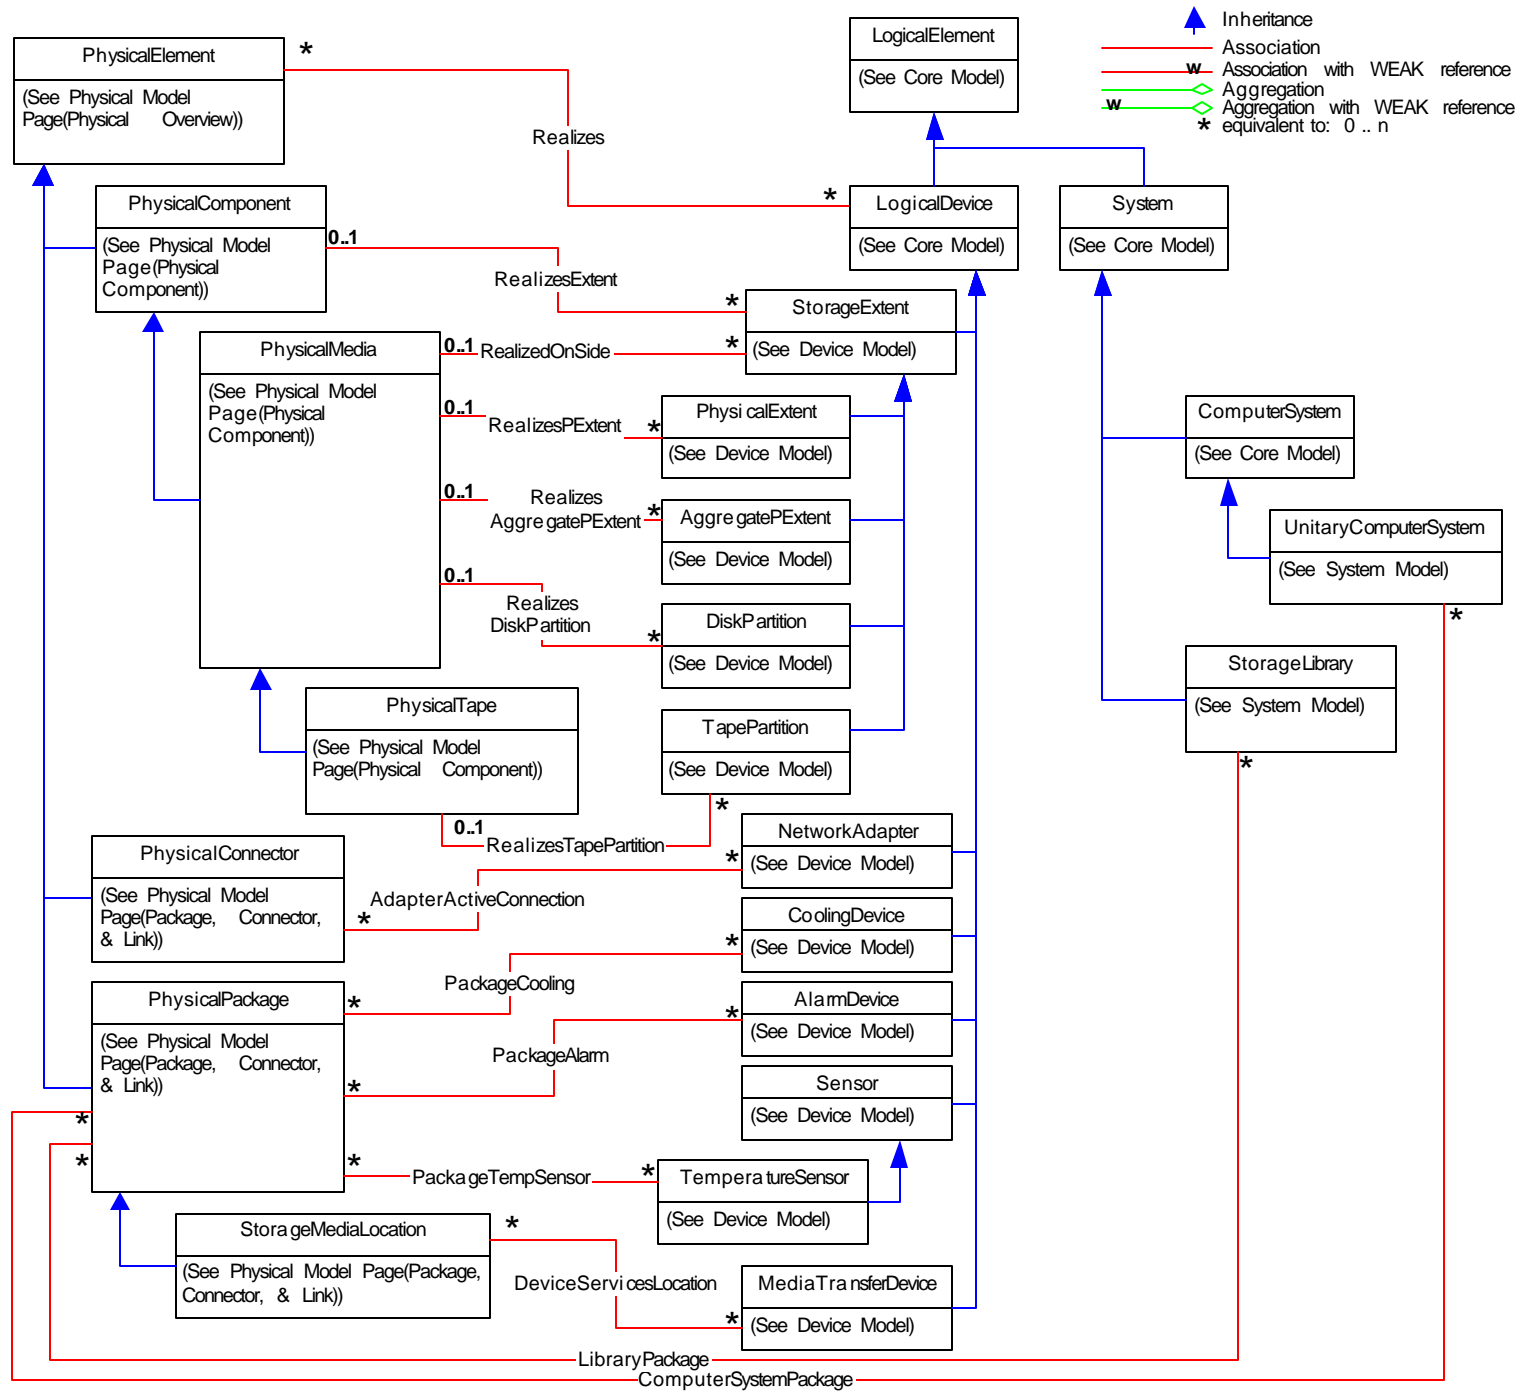 Inheritance
Association
w Association with WEAK reference
Aggregation
w Aggregation with WEAK reference
* equivalent to: 0 .. n
PhysicalElement
(See Physical Model
Page(Physical Overview))
*
Realizes
*
LogicalElement
(See Core Model)
LogicalDevice
(See Core Model)
System
(See Core Model)
PhysicalComponent
(See Physical Model
Page(Physical
Component))
0..1
RealizesExtent
*
StorageExtent
(See Device Model)
PhysicalMedia
(See Physical Model
Page(Physical
Component))
0..1
RealizedOnSide
*
0..1
RealizesPExtent
*
PhysicalExtent
(See Device Model)
0..1
Realizes
AggregatePExtent
*
AggregatePExtent
(See Device Model)
0..1
Realizes
DiskPartition
*
DiskPartition
(See Device Model)
ComputerSystem
(See Core Model)
UnitaryComputerSystem
(See System Model)
*
StorageLibrary
(See System Model)
*
PhysicalTape
(See Physical Model
Page(Physical Component))
0..1
RealizesTapePartition
*
TapePartition
(See Device Model)
PhysicalConnector
(See Physical Model
Page(Package, Connector,
& Link))
*
AdapterActiveConnection
*
NetworkAdapter
(See Device Model)
PhysicalPackage
(See Physical Model
Page(Package, Connector,
& Link))
*
PackageCooling
*
CoolingDevice
(See Device Model)
*
PackageAlarm
*
AlarmDevice
(See Device Model)
Sensor
(See Device Model)
*
*
*
PackageTempSensor
*
TemperatureSensor
(See Device Model)
StorageMediaLocation
(See Physical Model Page(Package,
Connector, & Link))
*
DeviceServicesLocation
*
MediaTransferDevice
(See Device Model)
LibraryPackage
ComputerSystemPackage